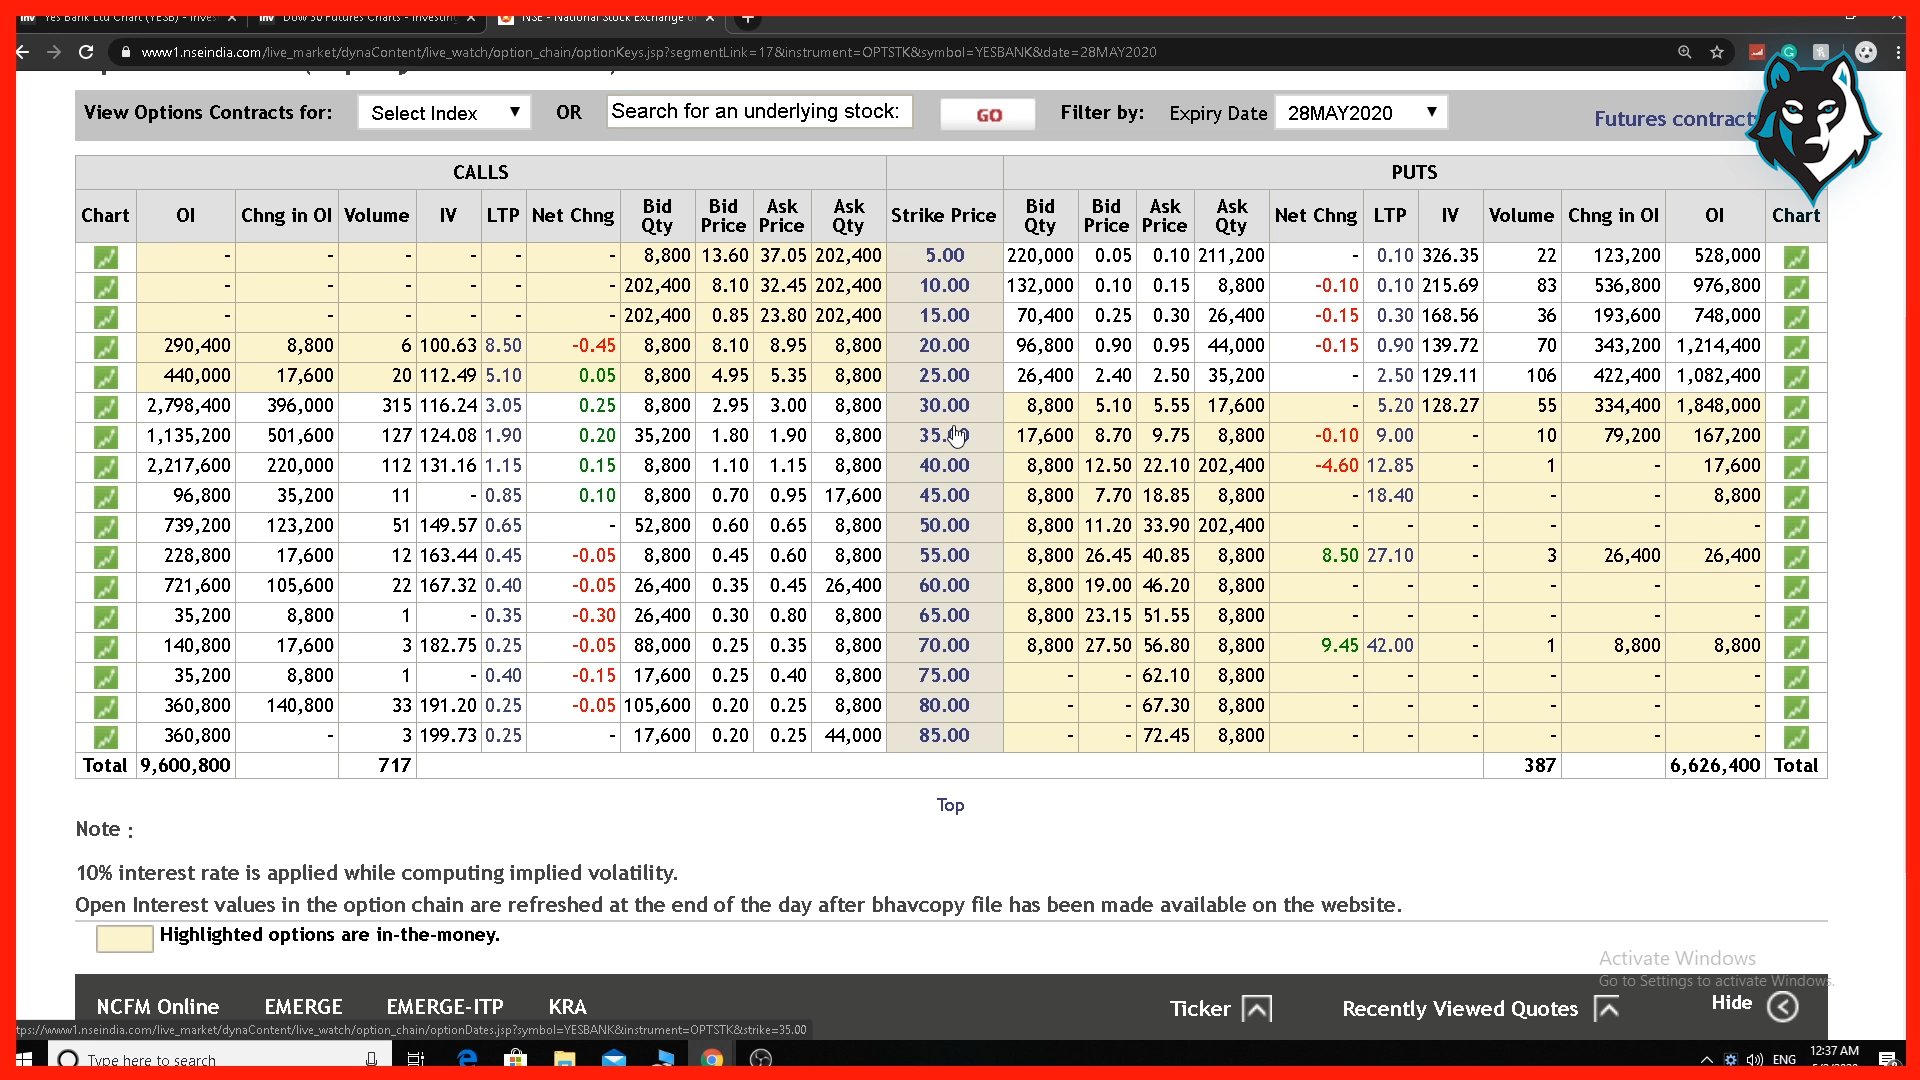 Yes Bank Ltd Chart (YESB) - Inves
Dow 30 Futures Charts - Investing
NSE - National Stock Exchange of
www1.nseindia.com/live_market/dynaContent/live_watch/option_chain/optionKeys.jsp?segmentLink=17&instrument=OPTSTK&symbol=YESBANK&date=28MAY2020
View Options Contracts for: Select Index OR Search for an underlying stock: GO Filter by: Expiry Date 28MAY2020 Futures contract
CALLS PUTS
Chart OI Chng in OI Volume IV LTP Net Chng Bid Qty Bid Price Ask Price Ask Qty Strike Price Bid Qty Bid Price Ask Price Ask Qty Net Chng LTP IV Volume Chng in OI OI Chart
- - - - - - 8,800 13.60 37.05 202,400 5.00 220,000 0.05 0.10 211,200 - 0.10 326.35 22 123,200 528,000
- - - - - - 202,400 8.10 32.45 202,400 10.00 132,000 0.10 0.15 8,800 -0.10 0.10 215.69 83 536,800 976,800
- - - - - - 202,400 0.85 23.80 202,400 15.00 70,400 0.25 0.30 26,400 -0.15 0.30 168.56 36 193,600 748,000
290,400 8,800 6 100.63 8.50 -0.45 8,800 8.10 8.95 8,800 20.00 96,800 0.90 0.95 44,000 -0.15 0.90 139.72 70 343,200 1,214,400
440,000 17,600 20 112.49 5.10 0.05 8,800 4.95 5.35 8,800 25.00 26,400 2.40 2.50 35,200 - 2.50 129.11 106 422,400 1,082,400
2,798,400 396,000 315 116.24 3.05 0.25 8,800 2.95 3.00 8,800 30.00 8,800 5.10 5.55 17,600 - 5.20 128.27 55 334,400 1,848,000
1,135,200 501,600 127 124.08 1.90 0.20 35,200 1.80 1.90 8,800 35.00 17,600 8.70 9.75 8,800 -0.10 9.00 - 10 79,200 167,200
2,217,600 220,000 112 131.16 1.15 0.15 8,800 1.10 1.15 8,800 40.00 8,800 12.50 22.10 202,400 -4.60 12.85 - 1 - 17,600
96,800 35,200 11 - 0.85 0.10 8,800 0.70 0.95 17,600 45.00 8,800 7.70 18.85 8,800 - 18.40 - - - 8,800
739,200 123,200 51 149.57 0.65 - 52,800 0.60 0.65 8,800 50.00 8,800 11.20 33.90 202,400 - - - - - -
228,800 17,600 12 163.44 0.45 -0.05 8,800 0.45 0.60 8,800 55.00 8,800 26.45 40.85 8,800 8.50 27.10 - 3 26,400 26,400
721,600 105,600 22 167.32 0.40 -0.05 26,400 0.35 0.45 26,400 60.00 8,800 19.00 46.20 8,800 - - - - - -
35,200 8,800 1 - 0.35 -0.30 26,400 0.30 0.80 8,800 65.00 8,800 23.15 51.55 8,800 - - - - - -
140,800 17,600 3 182.75 0.25 -0.05 88,000 0.25 0.35 8,800 70.00 8,800 27.50 56.80 8,800 9.45 42.00 - 1 8,800 8,800
35,200 8,800 1 - 0.40 -0.15 17,600 0.25 0.40 8,800 75.00 - - 62.10 8,800 - - - - - -
360,800 140,800 33 191.20 0.25 -0.05 105,600 0.20 0.25 8,800 80.00 - - 67.30 8,800 - - - - - -
360,800 - 3 199.73 0.25 - 17,600 0.20 0.25 44,000 85.00 - - 72.45 8,800 - - - - - -
Total 9,600,800 717 387 6,626,400 Total
Top
Note :
10% interest rate is applied while computing implied volatility.
Open Interest values in the option chain are refreshed at the end of the day after bhavcopy file has been made available on the website.
Highlighted options are in-the-money.
Activate Windows
Go to Settings to activate Windows.
NCFM Online EMERGE EMERGE-ITP KRA Ticker Recently Viewed Quotes Hide
tps://www1.nseindia.com/live_market/dynaContent/live_watch/option_chain/optionDates.jsp?symbol=YESBANK&instrument=OPTSTK&strike=35.00
Type here to search
ENG 12:37 AM